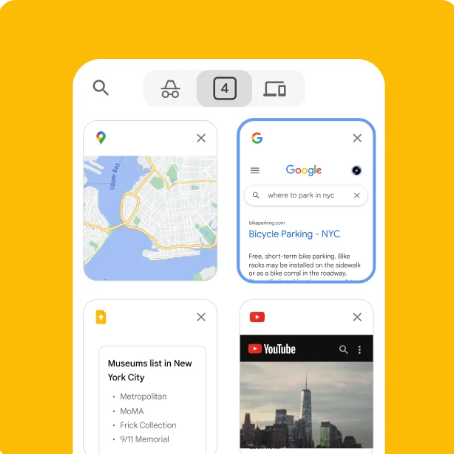 4
Google
where to park in nyc
bikeparking.com
Bicycle Parking - NYC
Free, short-term bike parking. Bike
racks may be installed on the sidewalk
or as a bike corral in the roadway.
Museums list in New
York City
• Metropolitan
• MoMA
• Frick Collection
• 9/11 Memorial
YouTube